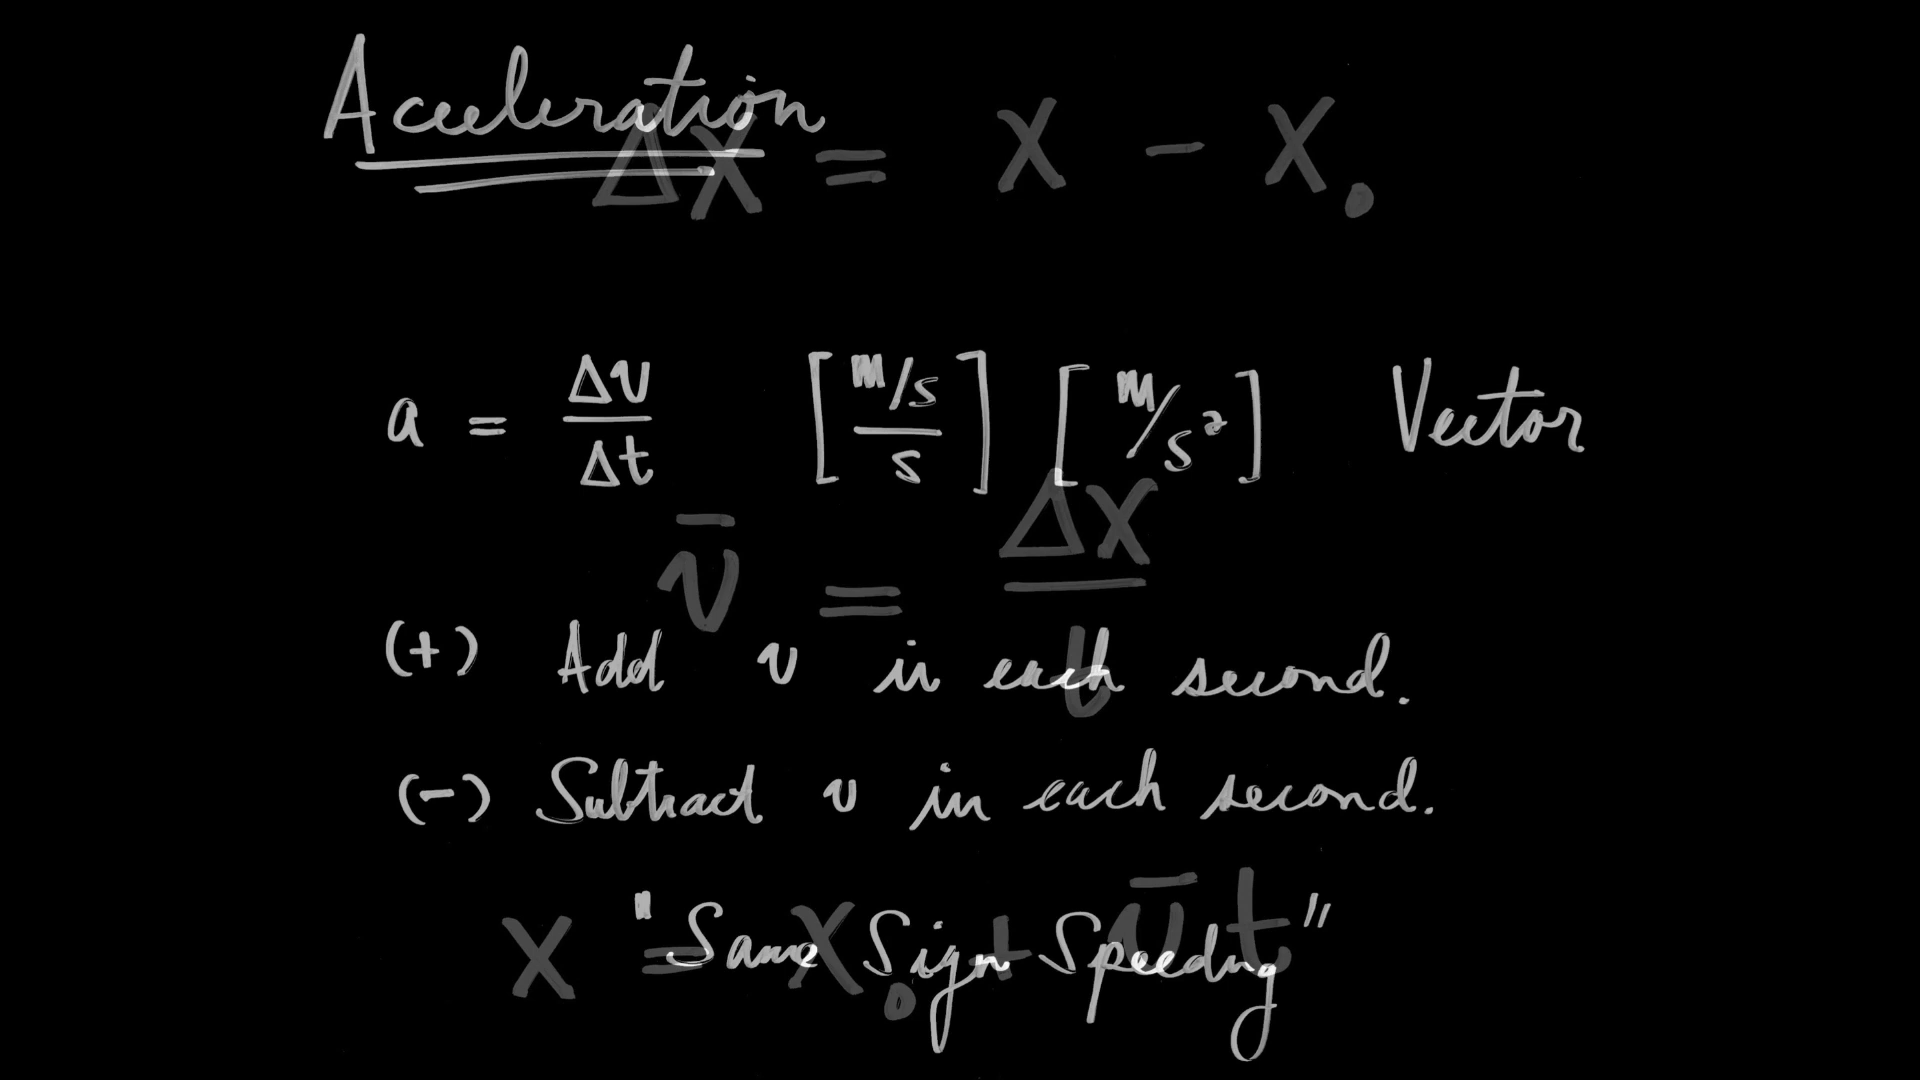 Acceleration
Δx = x - x₀
a = Δv/Δt [m/s / s] [m/s²] Vector
v̄ = Δx/t
(+) Add v in each second.
(-) Subtract v in each second.
"Same Sign Speeding"
x = x₀ + v̄t